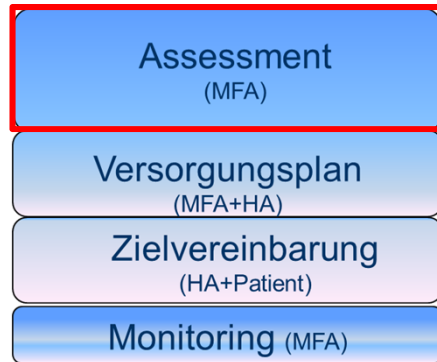 Assessment
(MFA)
Versorgungsplan
(MFA+HA)
Zielvereinbarung
(HA+Patient)
Monitoring (MFA)